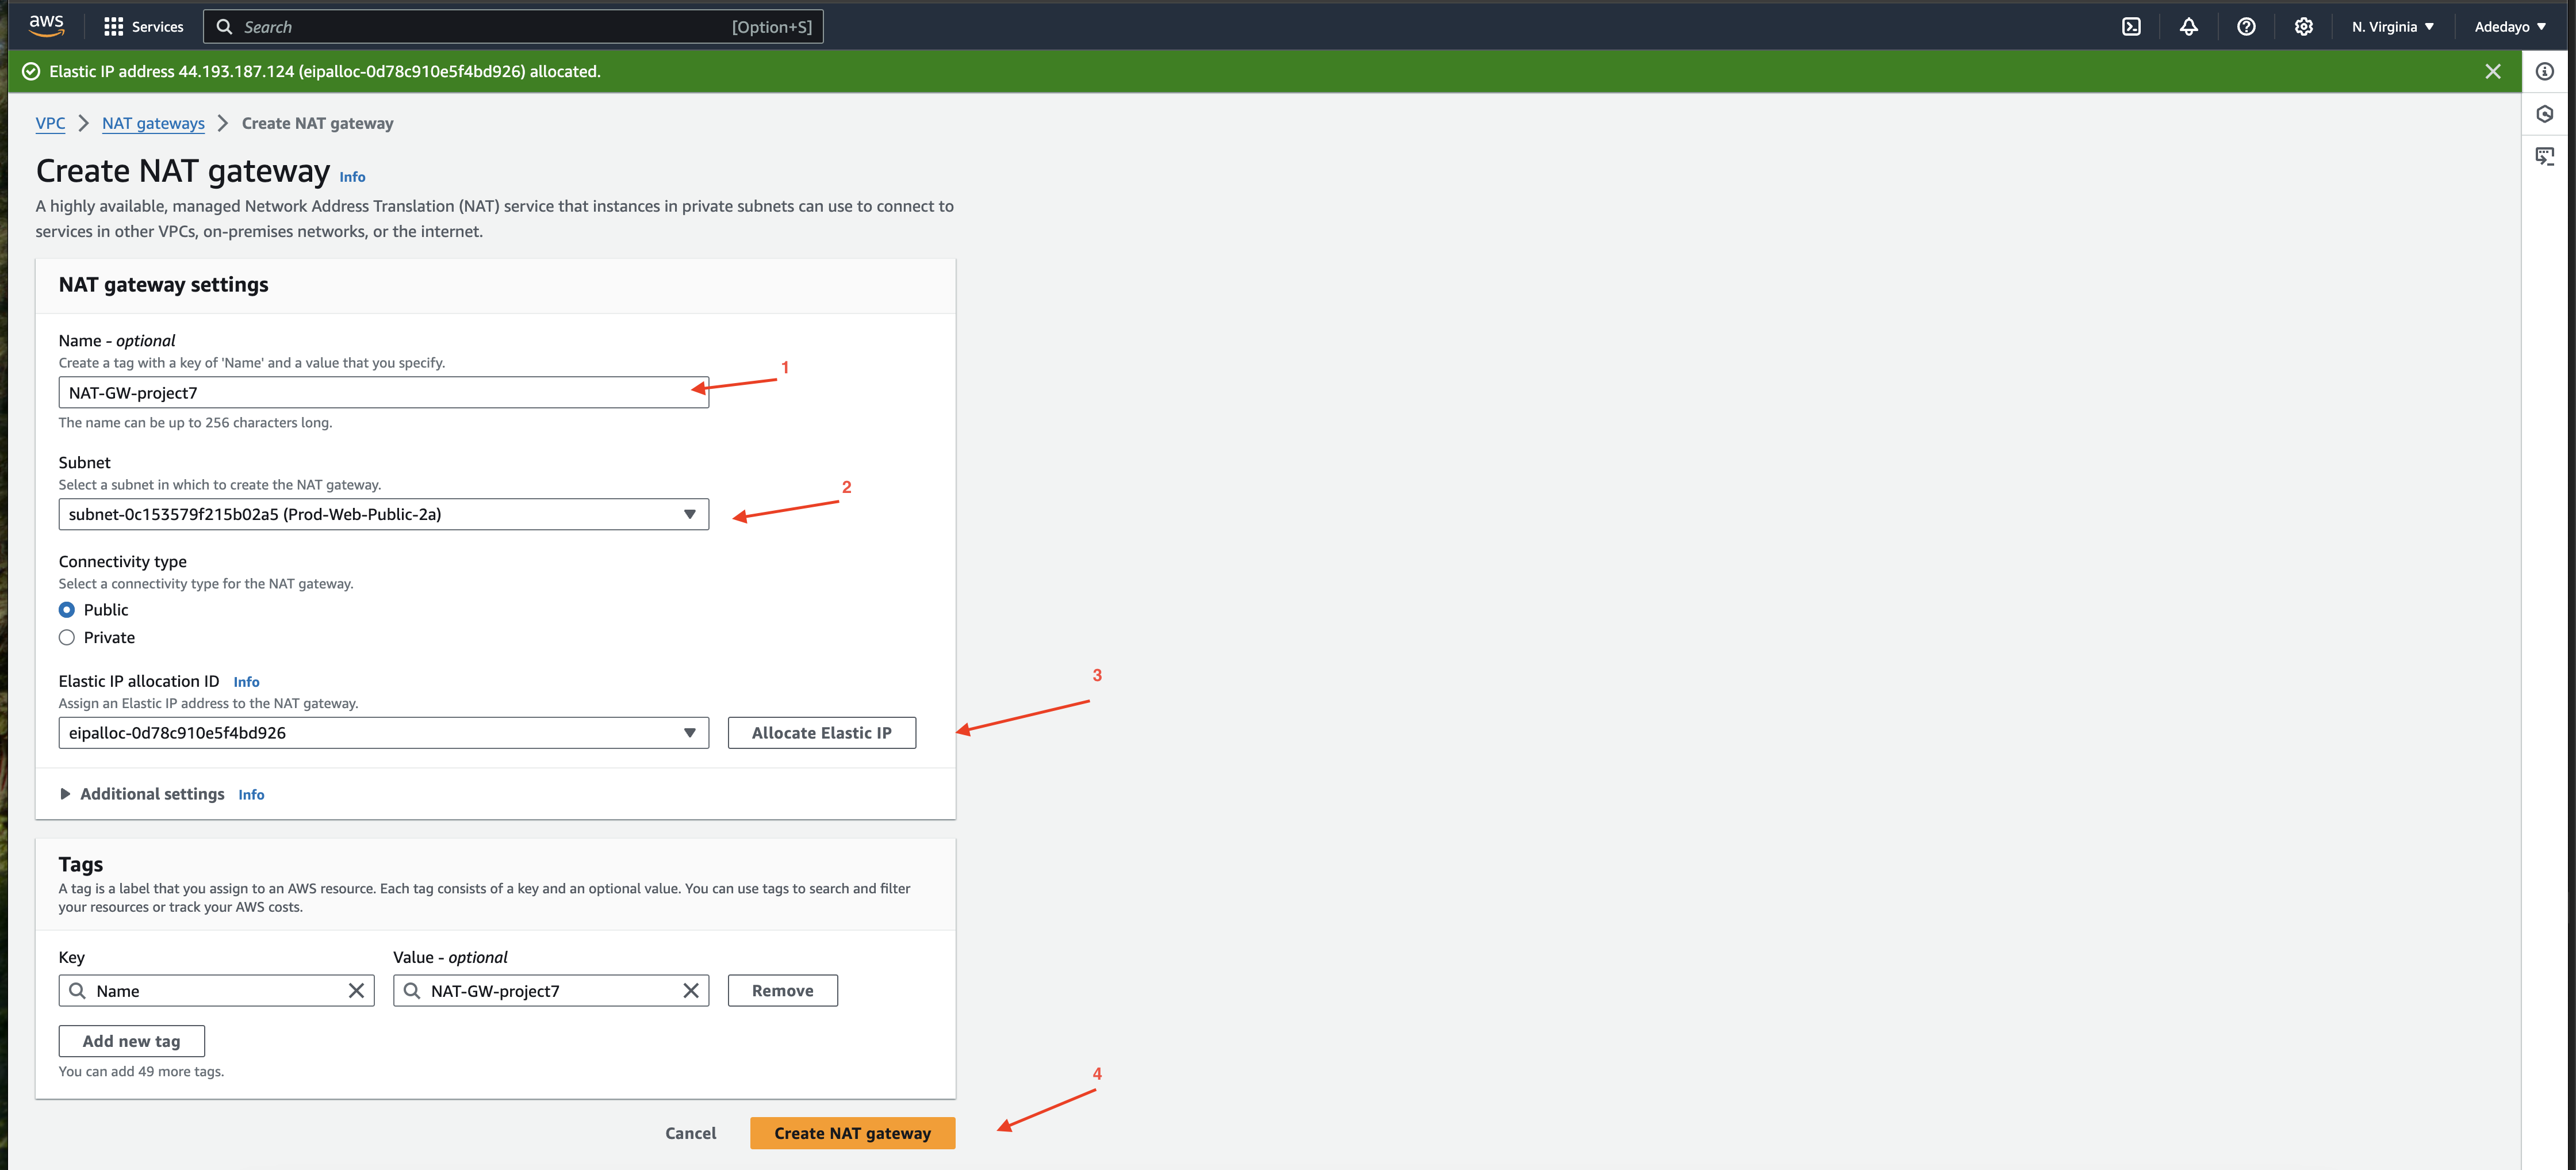 aws
Services
Search
[Option+S]
N. Virginia
Adedayo
Elastic IP address 44.193.187.124 (eipalloc-0d78c910e5f4bd926) allocated.
VPC
NAT gateways
Create NAT gateway
Create NAT gateway Info
A highly available, managed Network Address Translation (NAT) service that instances in private subnets can use to connect to
services in other VPCs, on-premises networks, or the internet.
NAT gateway settings
Name - optional
Create a tag with a key of 'Name' and a value that you specify.
1
NAT-GW-project7
The name can be up to 256 characters long.
Subnet
Select a subnet in which to create the NAT gateway.
2
subnet-0c153579f215b02a5 (Prod-Web-Public-2a)
Connectivity type
Select a connectivity type for the NAT gateway.
Public
Private
Elastic IP allocation ID Info
3
Assign an Elastic IP address to the NAT gateway.
eipalloc-0d78c910e5f4bd926
Allocate Elastic IP
Additional settings Info
Tags
A tag is a label that you assign to an AWS resource. Each tag consists of a key and an optional value. You can use tags to search and filter
your resources or track your AWS costs.
Key
Value - optional
Name
NAT-GW-project7
Remove
Add new tag
You can add 49 more tags.
4
Cancel
Create NAT gateway